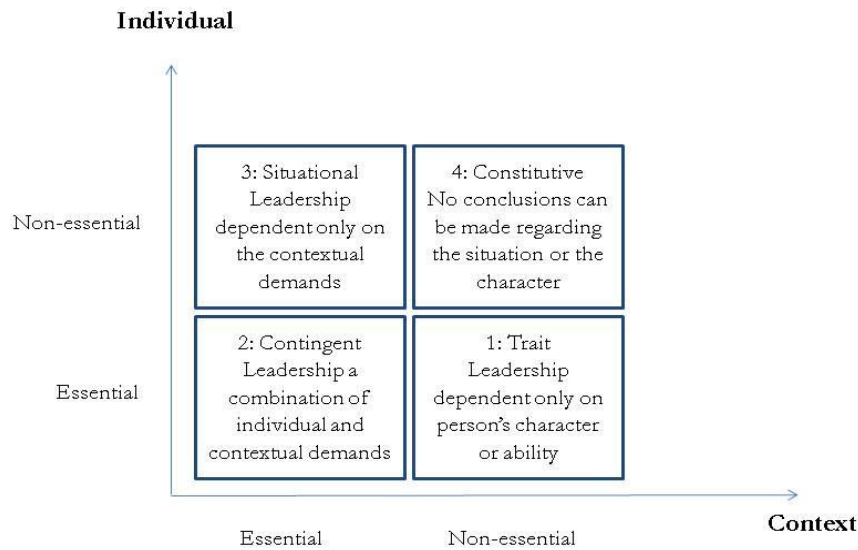 Individual
3: Situational
Leadership
dependent only on
the contextual
demands
4: Constitutive
No conclusions can
be made regarding
the situation or the
character
Non-essential
2: Contingent
Leadership a
combination of
individual and
contextual demands
1: Trait
Leadership
dependent only on
person's character
or ability
Essential
Context
Essential
Non-essential